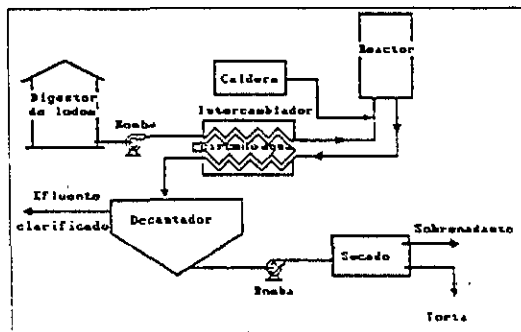 Reactor
Caldera
Digestor
de lodos
Bomba
Intercambiador
Efluente
clarificado
Decantador
Sobrenadante
Secado
Bomba
Torta